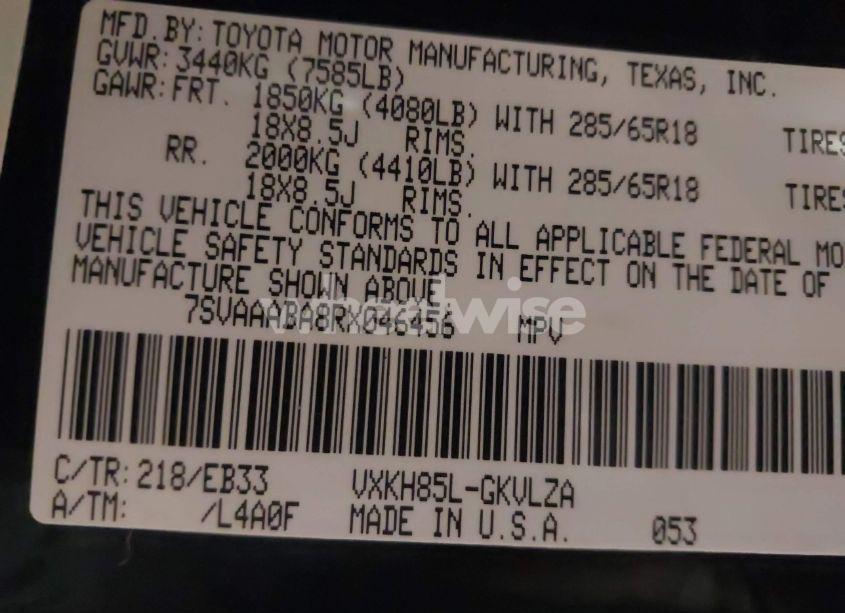 MFD.BY: TOYOTA MOTOR MANUFACTURING, TEXAS, INC.
GVWR: 3440KG (7585LB)
GAWR: FRT. 1850KG (4080LB) WITH 285/65R18 TIRES
18X8.5J RIMS.
RR. 2000KG (4410LB) WITH 285/65R18 TIRES
18X8.5J RIMS.
THIS VEHICLE CONFORMS TO ALL APPLICABLE FEDERAL MO
VEHICLE SAFETY STANDARDS IN EFFECT ON THE DATE OF
MANUFACTURE SHOWN ABOVE.
7SVAAABA8RX046456 MPV
wheelwise
C/TR: 218/EB33 VXKH85L-GKVLZA
A/TM: /L4A0F MADE IN U.S.A. 053